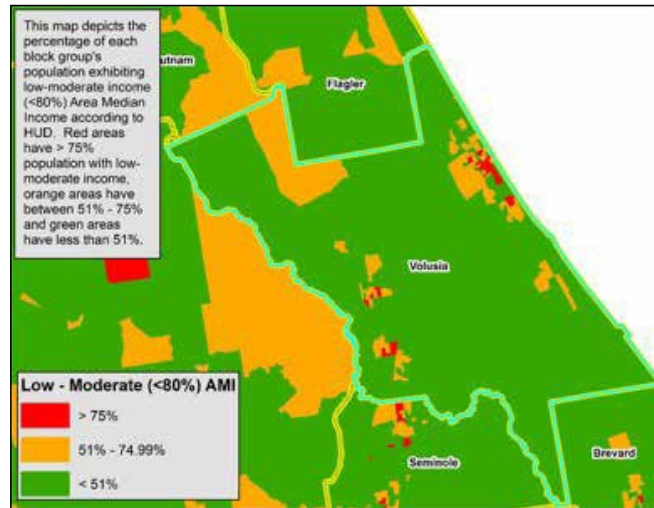 This map depicts the
percentage of each
block group's
population exhibiting
low-moderate income
(<80%) Area Median
Income according to
HUD. Red areas
have > 75%
population with low-
moderate income,
orange areas have
between 51% - 75%
and green areas
have less than 51%.
utnam
Flagler
Volusia
Seminole
Brevard
Low - Moderate (<80%) AMI
> 75%
51% - 74.99%
< 51%